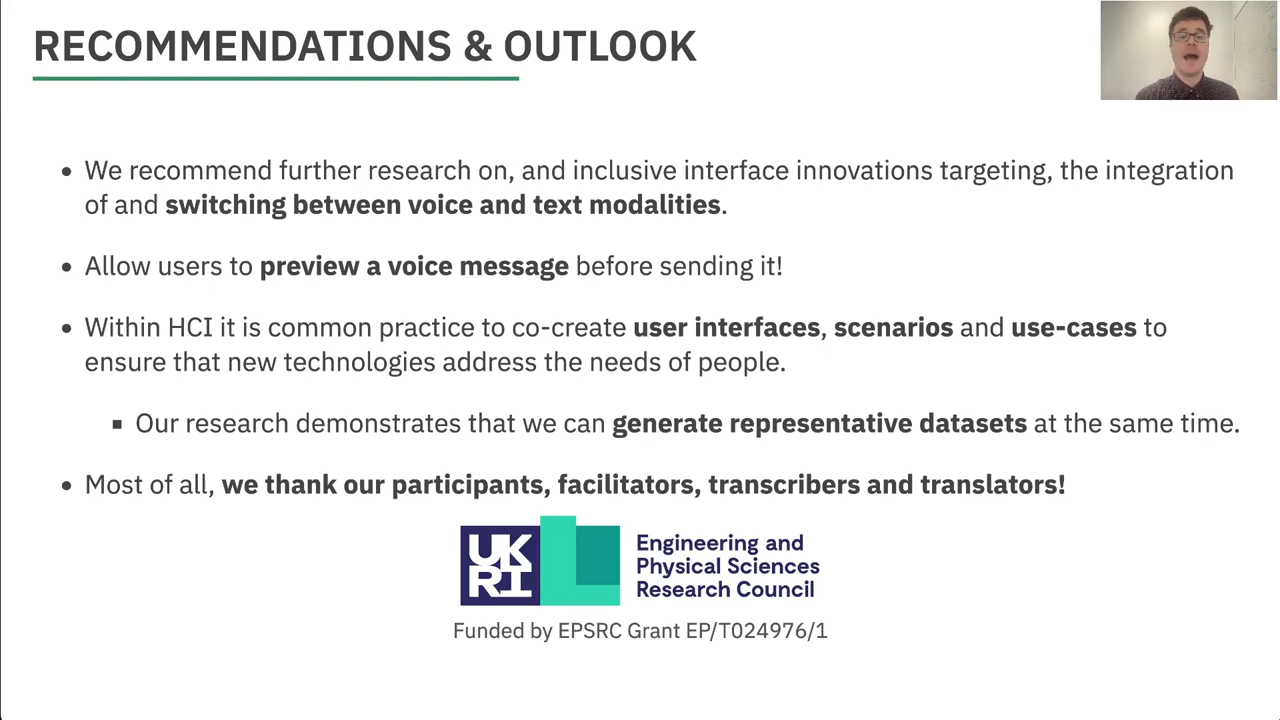 RECOMMENDATIONS & OUTLOOK
• We recommend further research on, and inclusive interface innovations targeting, the integration
of and switching between voice and text modalities.
• Allow users to preview a voice message before sending it!
• Within HCI it is common practice to co-create user interfaces, scenarios and use-cases to
ensure that new technologies address the needs of people.
▪ Our research demonstrates that we can generate representative datasets at the same time.
• Most of all, we thank our participants, facilitators, transcribers and translators!
UK
RI
Engineering and
Physical Sciences
Research Council
Funded by EPSRC Grant EP/T024976/1